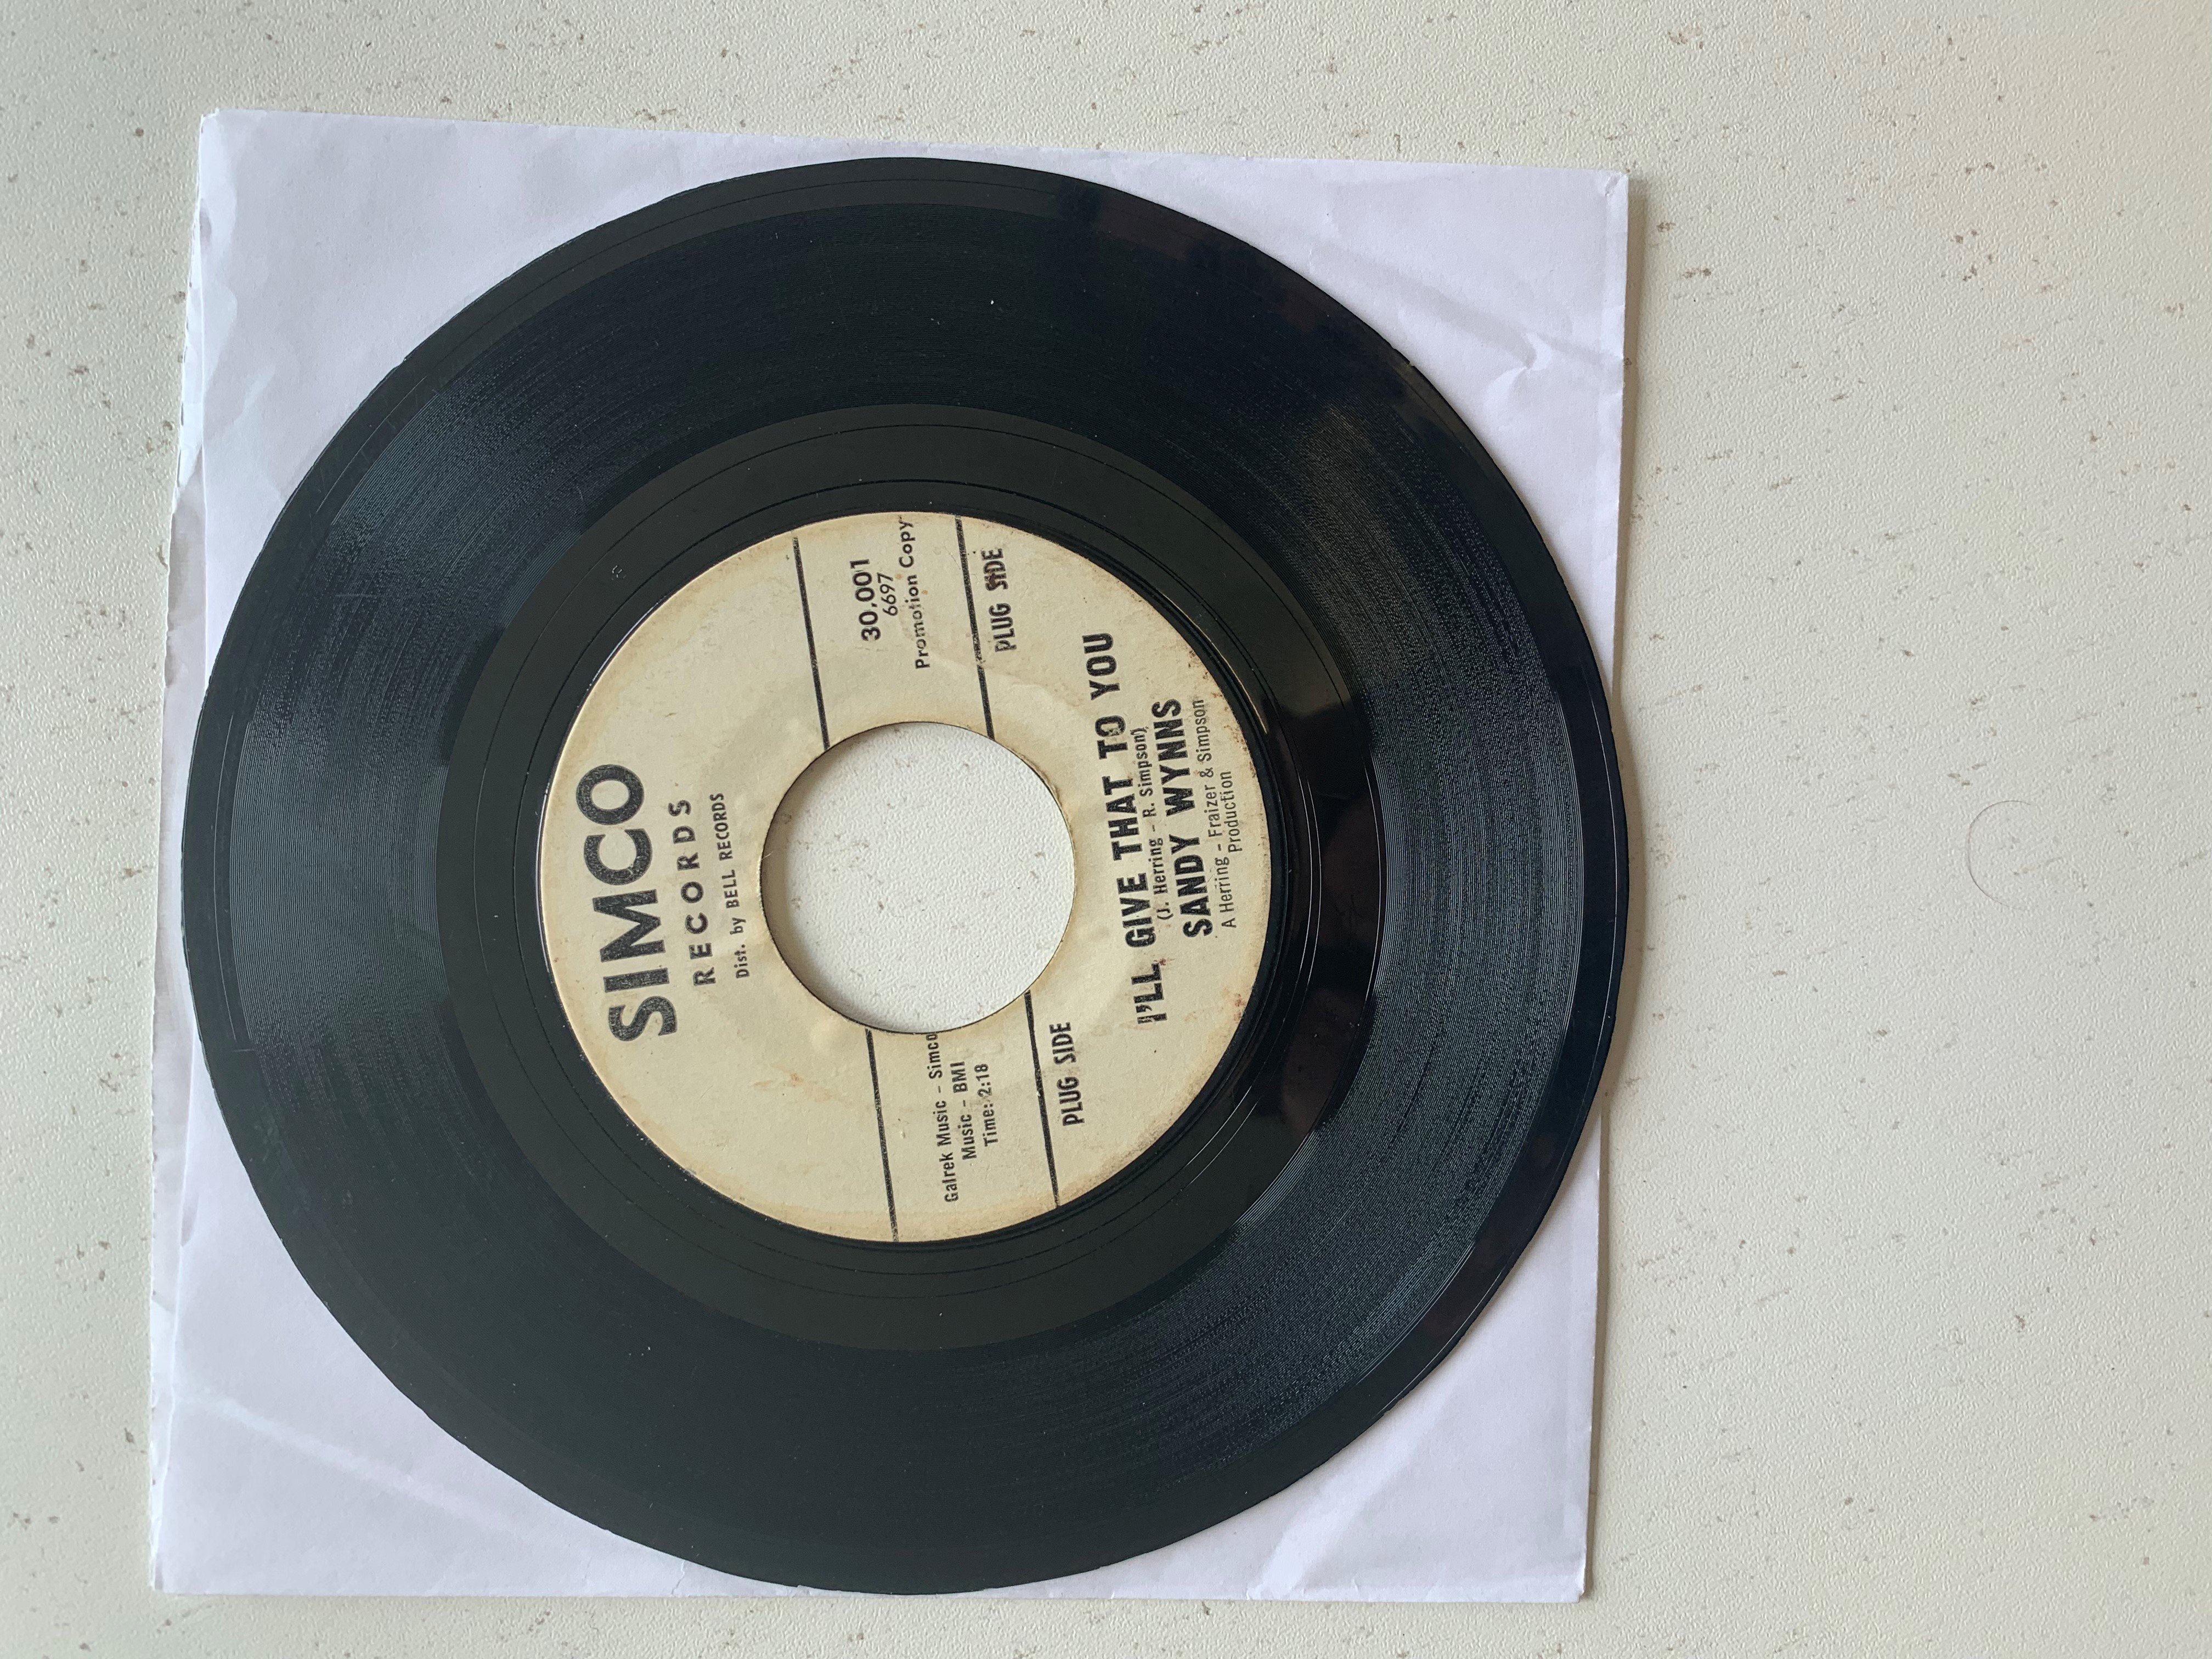 SIMCO
RECORDS
Dist. by BELL RECORDS
Galrek Music - Simco
Music - BMI
Time: 2:18
30,001
6697
Promotion Copy
PLUG SIDE
PLUG SIDE
I'LL GIVE THAT TO YOU
(J. Herring - R. Simpson)
SANDY WYNNS
A Herring - Fraizer & Simpson
Production